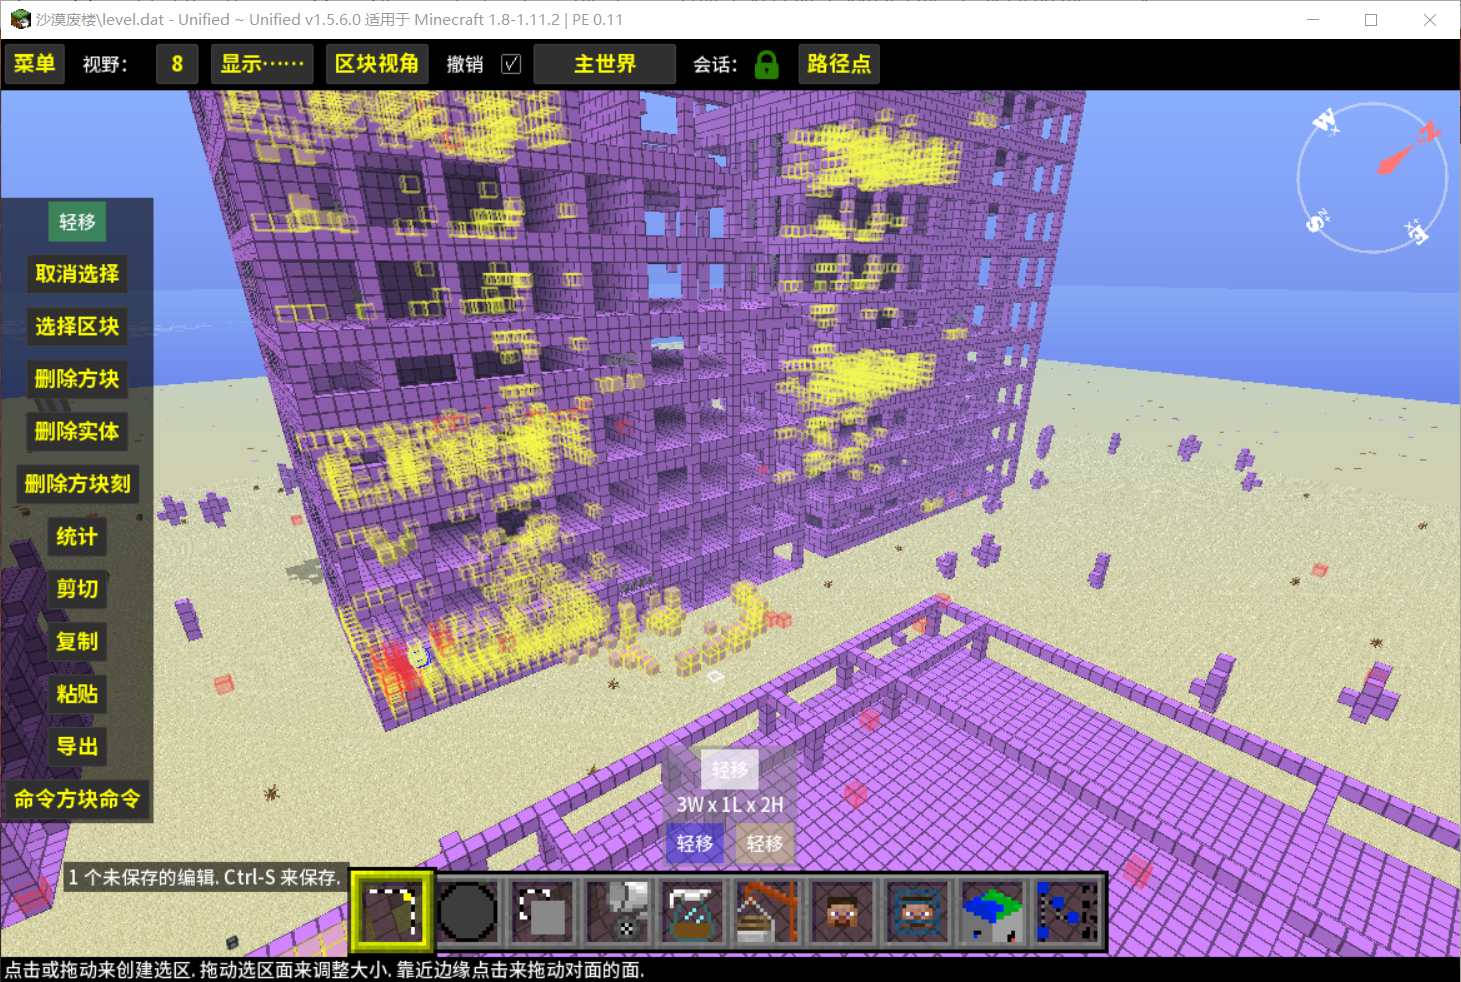 沙漠废楼\level.dat - Unified ~ Unified v1.5.6.0 适用于 Minecraft 1.8-1.11.2 | PE 0.11
菜单 视野: 8 显示…… 区块视角 撤销 主世界 会话: 路径点
W
N
S
E
轻移
取消选择
选择区块
删除方块
删除实体
删除方块刻
统计
剪切
复制
粘贴
导出
命令方块命令
轻移
3W x 1L x 2H
轻移 轻移
1 个未保存的编辑. Ctrl-S 来保存.
点击或拖动来创建选区. 拖动选区面来调整大小. 靠近边缘点击来拖动对面的面.